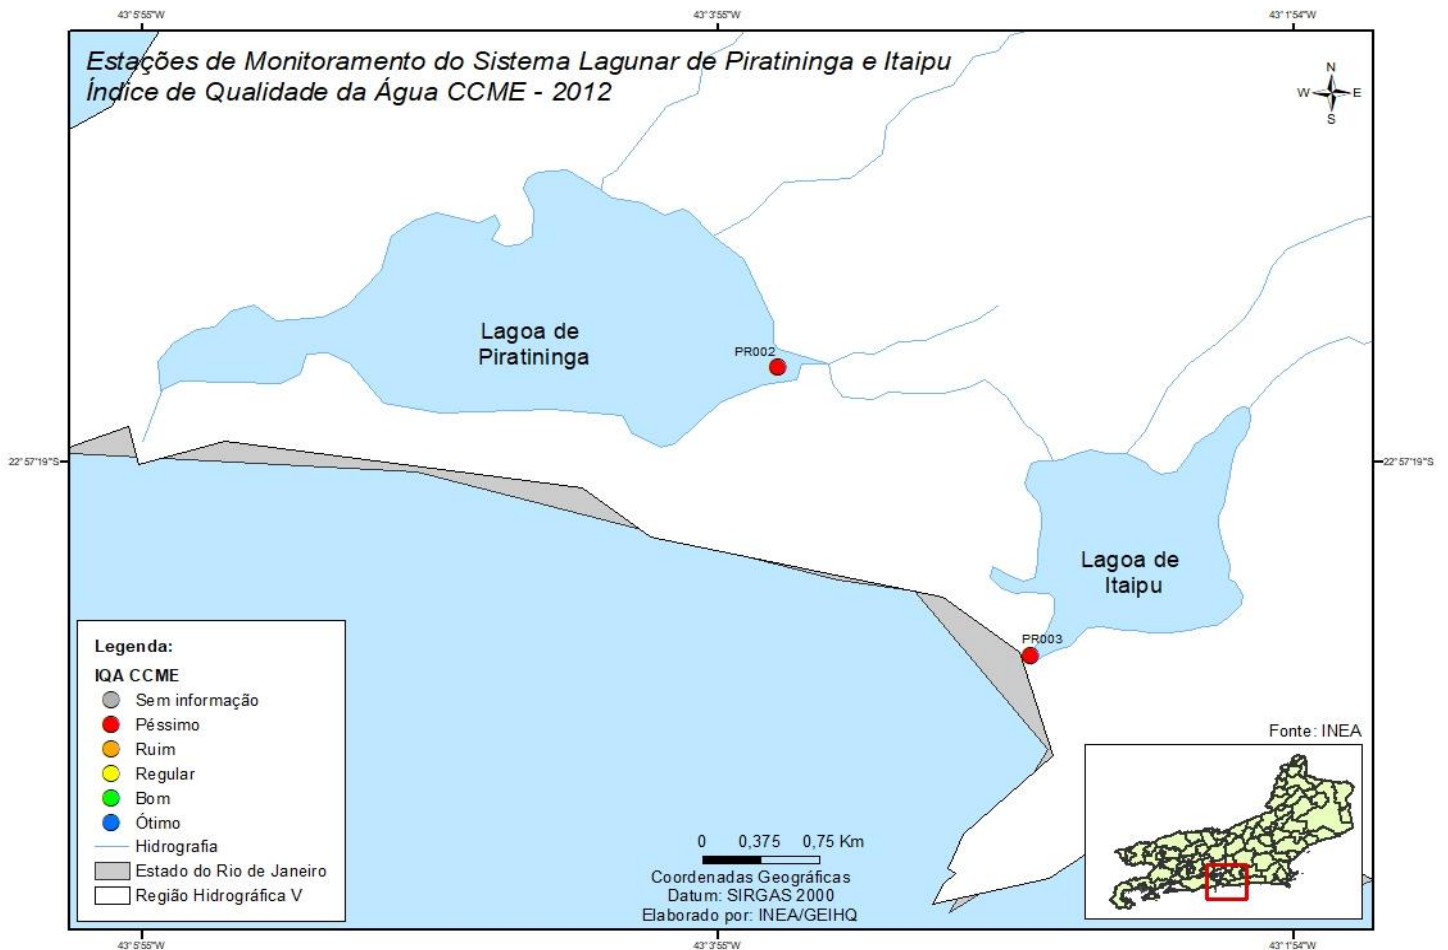 43°5'55"W
43°3'55"W
43°1'54"W
Estações de Monitoramento do Sistema Lagunar de Piratininga e Itaipu
Índice de Qualidade da Água CCME - 2012
N
W
E
S
Lagoa de
Piratininga
PR002
22°57'19"S
22°57'19"S
Lagoa de
Itaipu
PR003
Legenda:
IQA CCME
Sem informação
Péssimo
Ruim
Regular
Bom
Ótimo
Hidrografia
Estado do Rio de Janeiro
Região Hidrográfica V
Fonte: INEA
0 0,375 0,75 Km
Coordenadas Geográficas
Datum: SIRGAS 2000
Elaborado por: INEA/GEIHQ
43°5'55"W
43°3'55"W
43°1'54"W